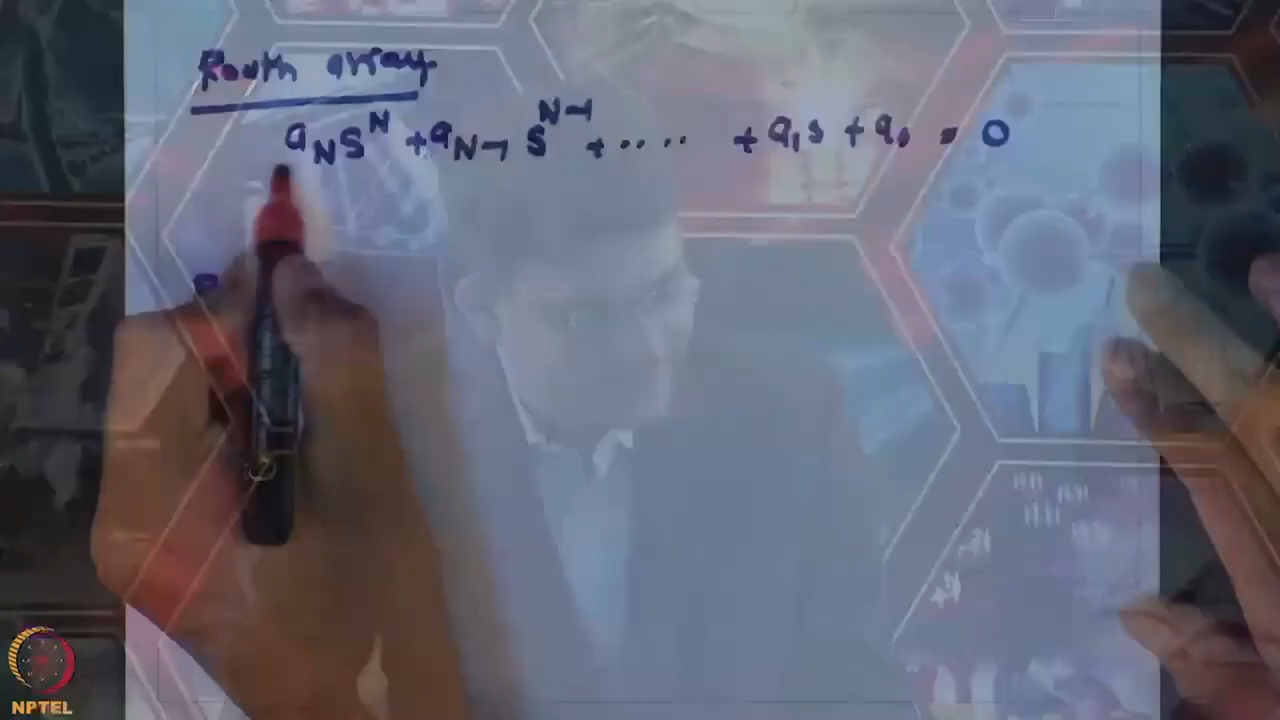 Routh array
a_N s^N + a_{N-1} s^{N-1} + .... + a_1 s + a_0 = 0
NPTEL